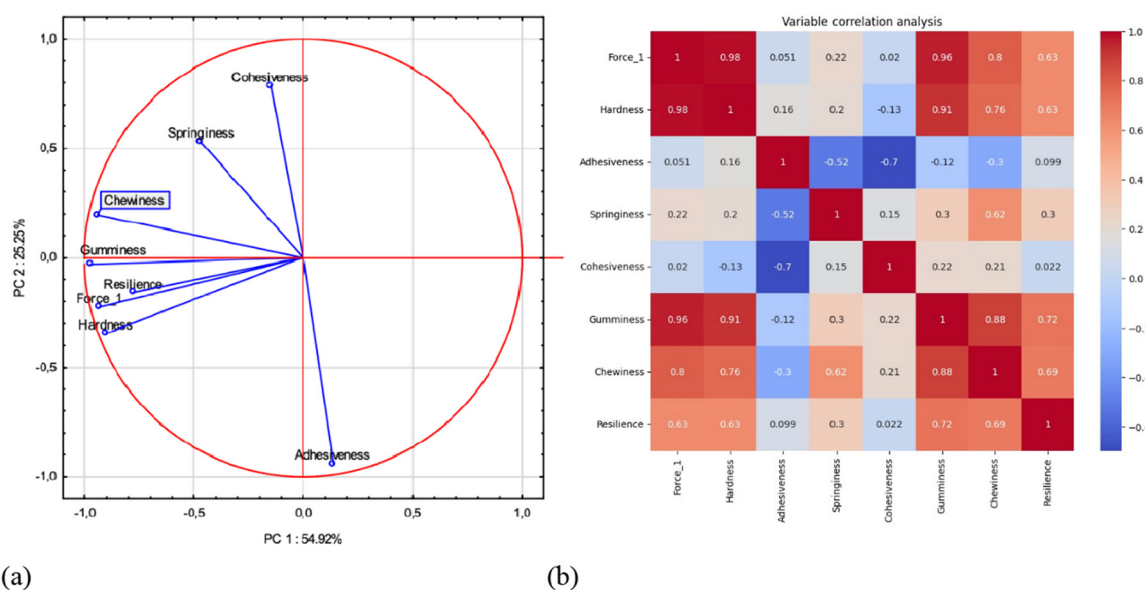 1,0
0,5
0,0
-0,5
-1,0
PC 2 : 25.25%
Cohesiveness
Springiness
Chewiness
Gumminess
Resilience
Force_1
Hardness
Adhesiveness
-1,0 -0,5 0,0 0,5 1,0
PC 1 : 54.92%
(a)
Variable correlation analysis
Force_1 1 0.98 0.051 0.22 0.02 0.96 0.8 0.63
Hardness 0.98 1 0.16 0.2 -0.13 0.91 0.76 0.63
Adhesiveness 0.051 0.16 1 -0.52 -0.7 -0.12 -0.3 0.099
Springiness 0.22 0.2 -0.52 1 0.15 0.3 0.62 0.3
Cohesiveness 0.02 -0.13 -0.7 0.15 1 0.22 0.21 0.022
Gumminess 0.96 0.91 -0.12 0.3 0.22 1 0.88 0.72
Chewiness 0.8 0.76 -0.3 0.62 0.21 0.88 1 0.69
Resilience 0.63 0.63 0.099 0.3 0.022 0.72 0.69 1
Force_1 Hardness Adhesiveness Springiness Cohesiveness Gumminess Chewiness Resilience
1.0
0.8
0.6
0.4
0.2
0.0
(b)